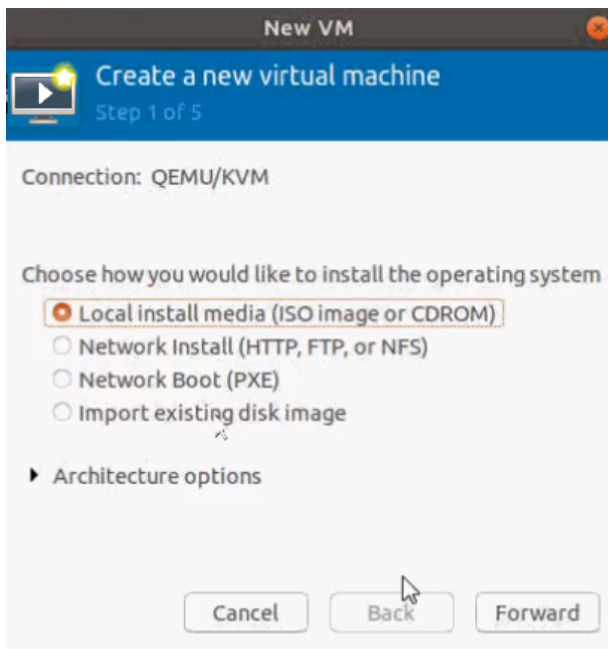 New VM
Create a new virtual machine
Step 1 of 5
Connection: QEMU/KVM
Choose how you would like to install the operating system
Local install media (ISO image or CDROM)
Network Install (HTTP, FTP, or NFS)
Network Boot (PXE)
Import existing disk image
Architecture options
Cancel Back Forward